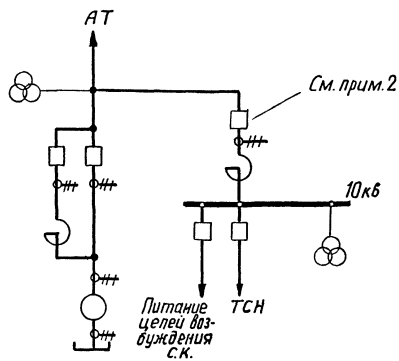 АТ
См. прим. 2
10кв
Питание
целей воз-
буждения
с.к.
ТСН